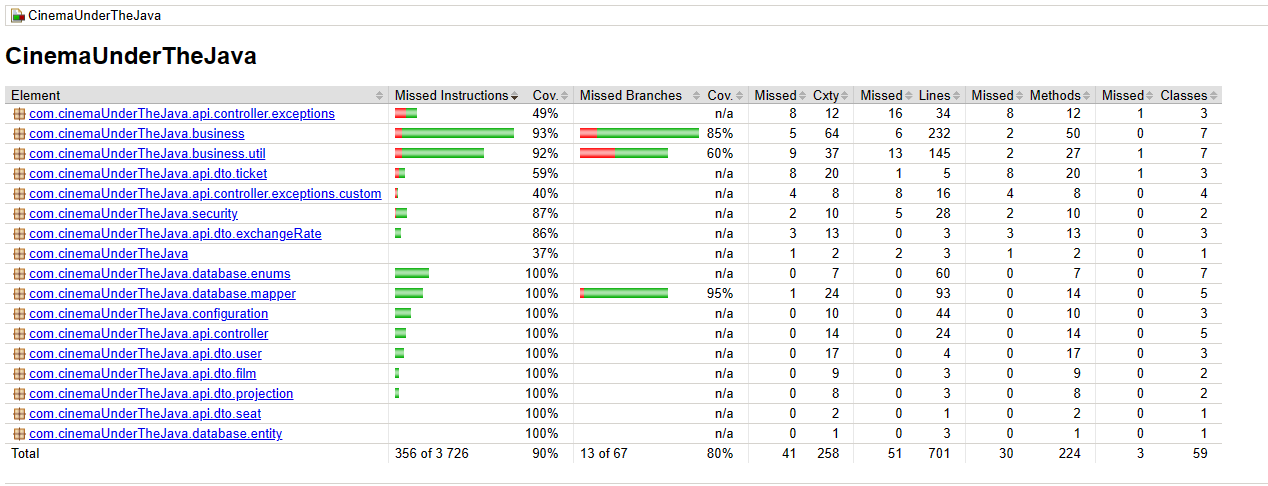 CinemaUnderTheJava
CinemaUnderTheJava
Element Missed Instructions Cov. Missed Branches Cov. Missed Cxty Missed Lines Missed Methods Missed Classes
com.cinemaUnderTheJava.api.controller.exceptions 49% n/a 8 12 16 34 8 12 1 3
com.cinemaUnderTheJava.business 93% 85% 5 64 6 232 2 50 0 7
com.cinemaUnderTheJava.business.util 92% 60% 9 37 13 145 2 27 1 7
com.cinemaUnderTheJava.api.dto.ticket 59% n/a 8 20 1 5 8 20 1 3
com.cinemaUnderTheJava.api.controller.exceptions.custom 40% n/a 4 8 8 16 4 8 0 4
com.cinemaUnderTheJava.security 87% n/a 2 10 5 28 2 10 0 2
com.cinemaUnderTheJava.api.dto.exchangeRate 86% n/a 3 13 0 3 3 13 0 3
com.cinemaUnderTheJava 37% n/a 1 2 2 3 1 2 0 1
com.cinemaUnderTheJava.database.enums 100% n/a 0 7 0 60 0 7 0 7
com.cinemaUnderTheJava.database.mapper 100% 95% 1 24 0 93 0 14 0 5
com.cinemaUnderTheJava.configuration 100% n/a 0 10 0 44 0 10 0 3
com.cinemaUnderTheJava.api.controller 100% n/a 0 14 0 24 0 14 0 5
com.cinemaUnderTheJava.api.dto.user 100% n/a 0 17 0 4 0 17 0 3
com.cinemaUnderTheJava.api.dto.film 100% n/a 0 9 0 3 0 9 0 2
com.cinemaUnderTheJava.api.dto.projection 100% n/a 0 8 0 3 0 8 0 2
com.cinemaUnderTheJava.api.dto.seat 100% n/a 0 2 0 1 0 2 0 1
com.cinemaUnderTheJava.database.entity 100% n/a 0 1 0 3 0 1 0 1
Total 356 of 3 726 90% 13 of 67 80% 41 258 51 701 30 224 3 59